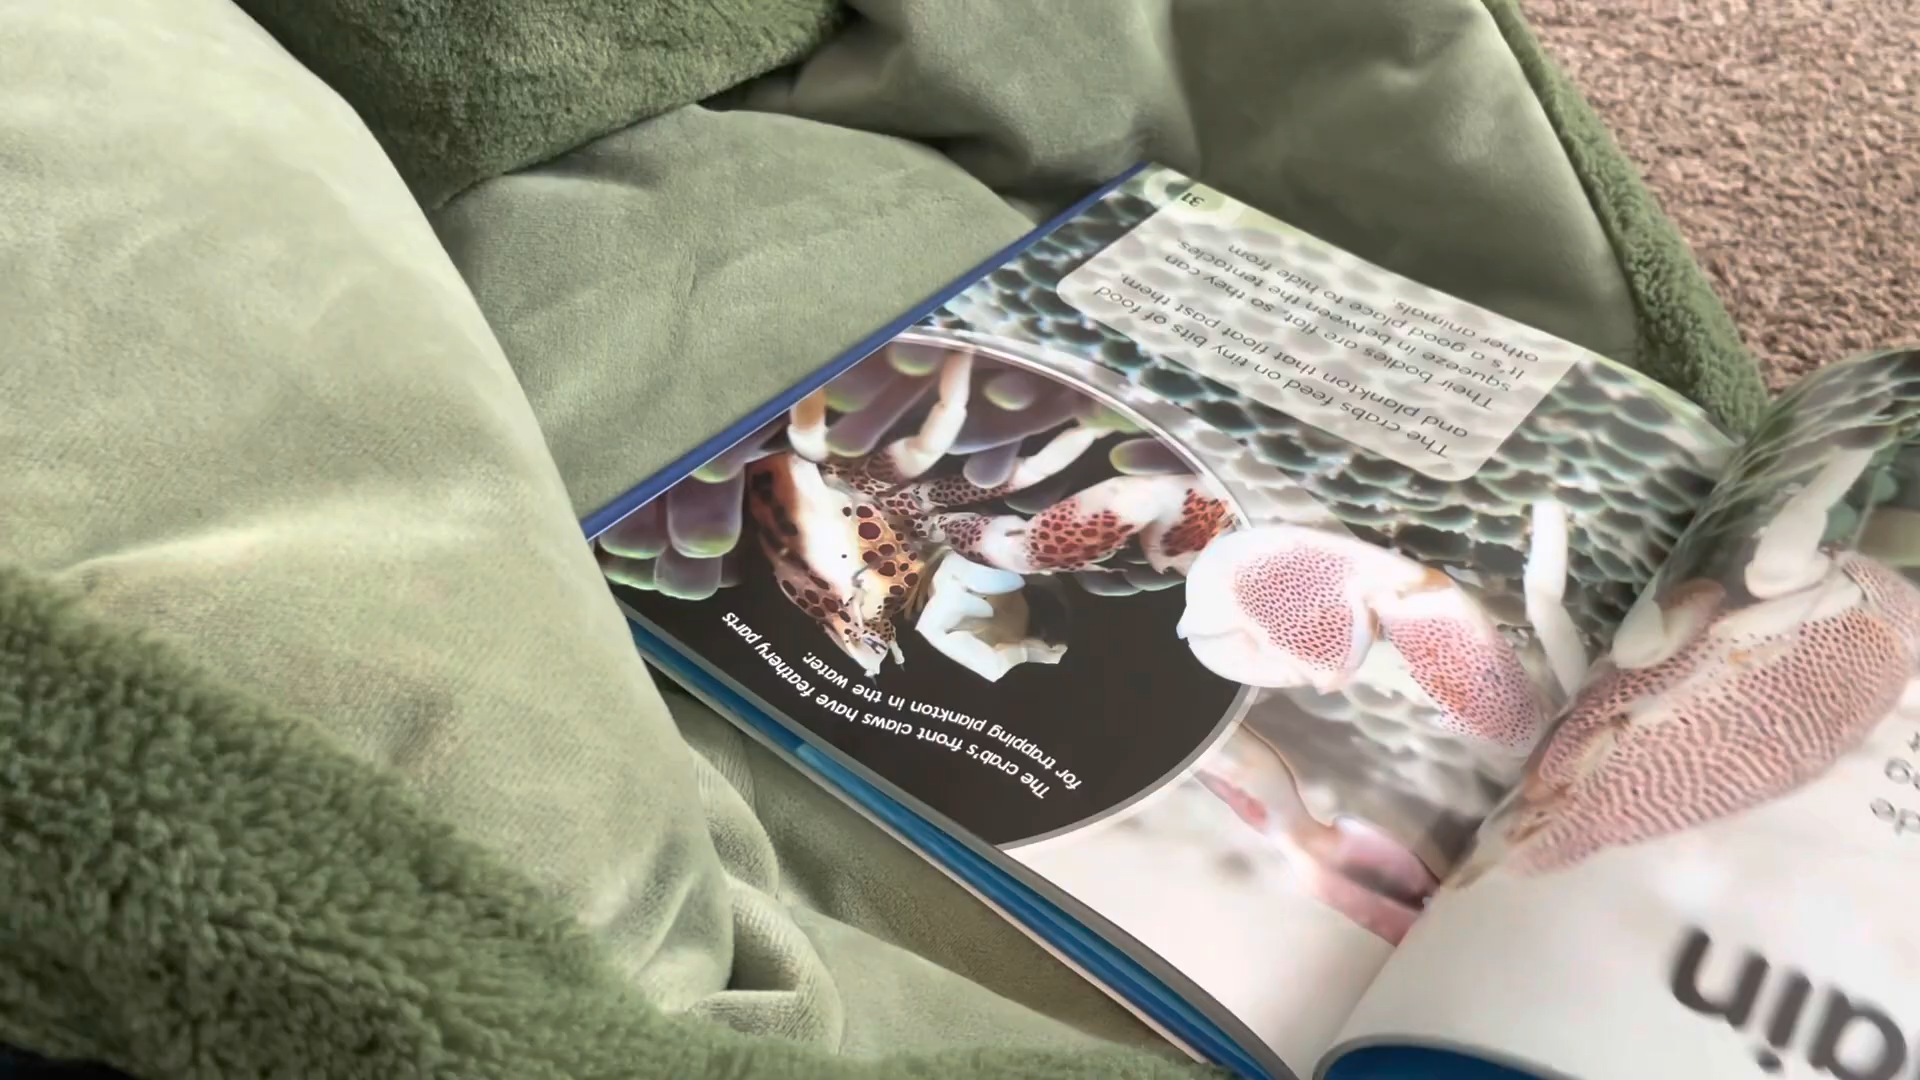 ain
The crabs feed on tiny bits of food
and plankton that float past them.
Their bodies are flat, so they can
squeeze in between the tentacles.
It's a good place to hide from
other animals.
The crab's front claws have feathery parts
for trapping plankton in the water.
31